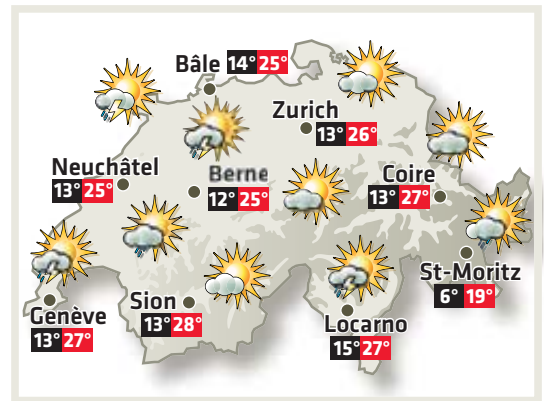 Bâle 14° 25°
Zurich
13° 26°
Neuchâtel
13° 25°
Berne
12° 25°
Coire
13° 27°
St-Moritz
6° 19°
Sion
13° 28°
Genève
13° 27°
Locarno
15° 27°